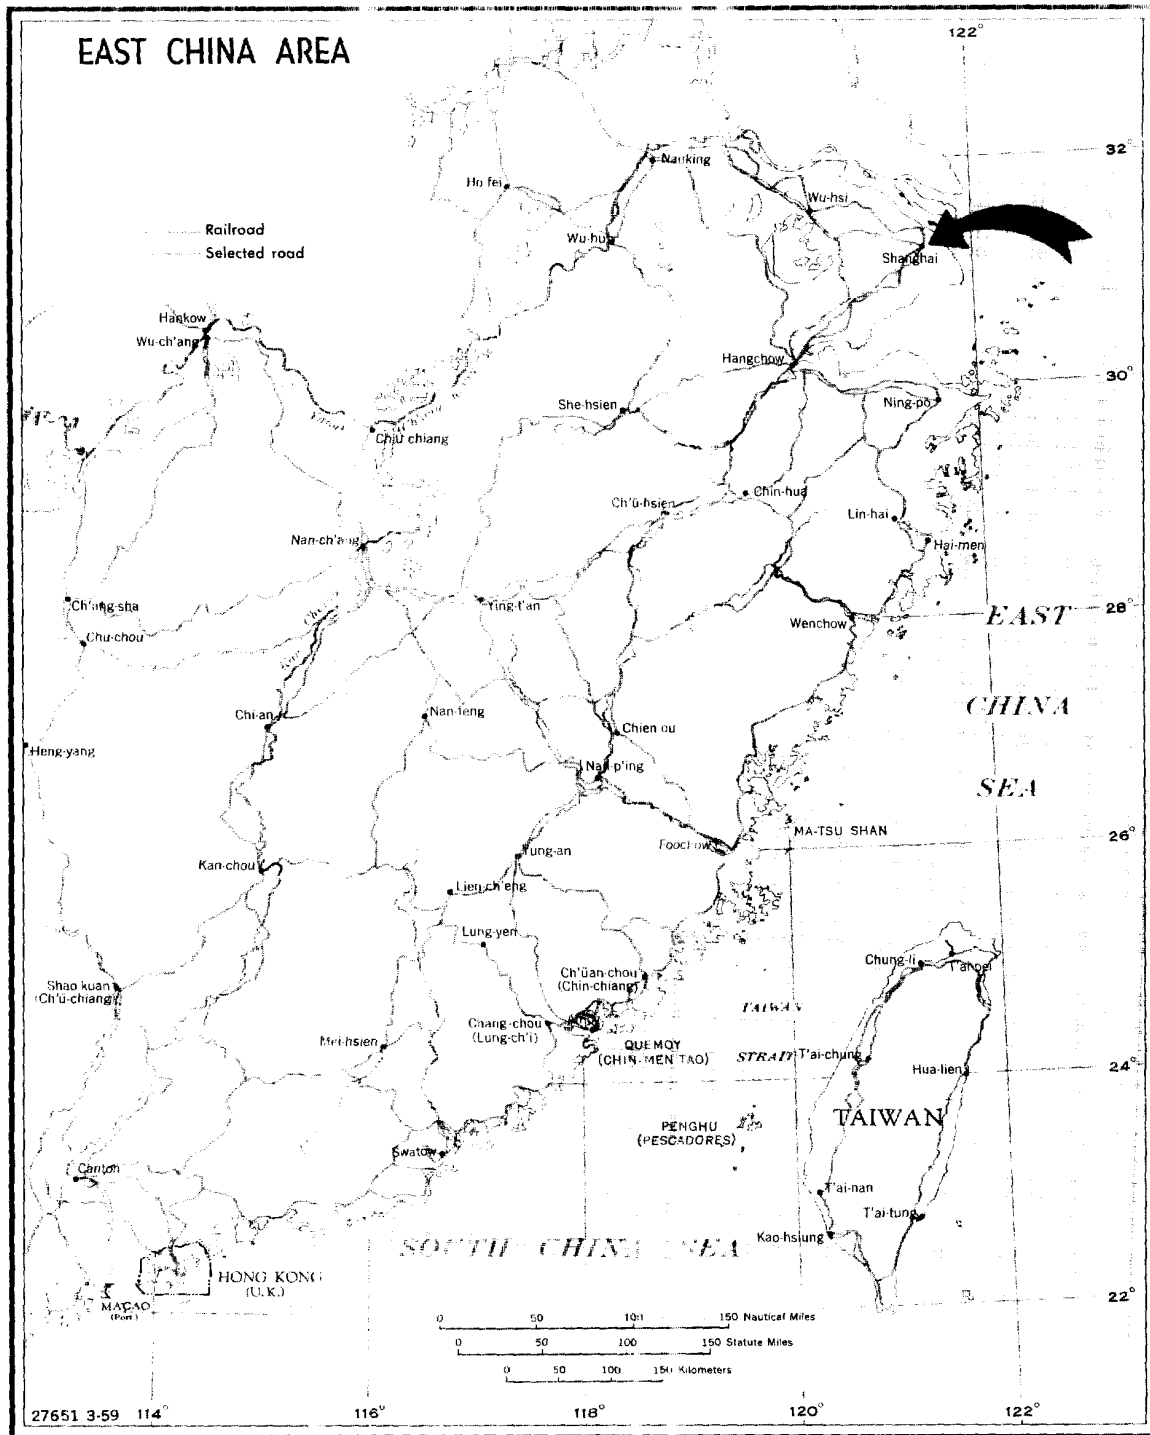 EAST CHINA AREA
122°
32°
Nanking
Ho fei
Wu-hsi
Railroad
Selected road
Wu-hu
Shanghai
Hankow
Wu-ch'ang
Hangchow
30°
She-hsien
Ning-po
Chiu chiang
Ch'ü-hsien
Chin-hua
Lin-hai
Nan-ch'ang
Hai-men
Ch'ang-sha
Ying-t'an
28°
EAST
Wenchow
Chu-chou
CHINA
Chi-an
Nan-feng
Chien ou
Heng-yang
Nan-p'ing
SEA
MA-TSU SHAN
26°
Foochow
Kan-chou
Yung-an
Lien-ch'eng
Lung-yen
Chung-li
T'aipei
Shao kuan
(Ch'ü-chiang)
Ch'üan-chou
(Chin-chiang)
TAIWAN
STRAIT
Chang-chou
(Lung-ch'i)
QUEMOY
(CHIN-MEN TAO)
Mei-hsien
T'ai-chung
Hua-lien
24°
TAIWAN
PENGHU
(PESCADORES)
Swatow
Canton
T'ai-nan
T'ai-tung
Kao-hsiung
SOUTH CHINA SEA
HONG KONG
(U.K.)
MACAO
(Port)
22°
0 50 100 150 Nautical Miles
0 50 100 150 Statute Miles
0 50 100 150 Kilometers
27651 3-59
114°
116°
118°
120°
122°